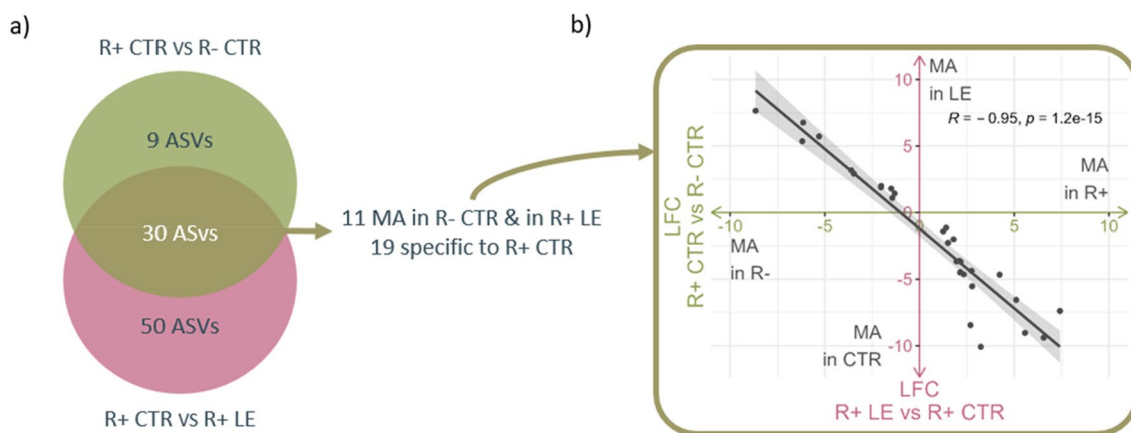 a)
R+ CTR vs R- CTR
9 ASVs
30 ASvs
50 ASVs
R+ CTR vs R+ LE
11 MA in R- CTR & in R+ LE
19 specific to R+ CTR
b)
LFC
R+ CTR vs R- CTR
10
5
0
-5
-10
-10
-5
0
5
10
MA
in LE
R = - 0.95, p = 1.2e-15
MA
in R+
MA
in R-
MA
in CTR
LFC
R+ LE vs R+ CTR